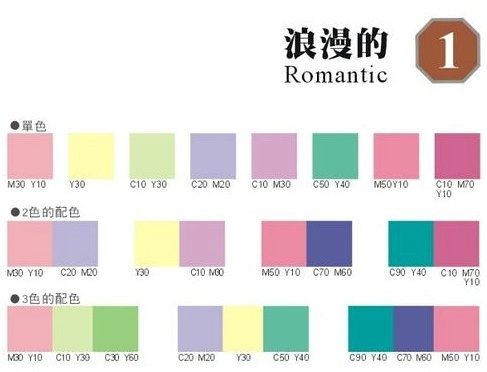 浪漫的
Romantic
1
●單色
M30 Y10 Y30 C10 Y30 C20 M20 C10 M30 C50 Y40 M50Y10 C10 M70
Y10
●2色的配色
M30 Y10 C20 M20 Y30 C10 M30 M50 Y10 C70 M60 C90 Y40 C10 M70
Y10
●3色的配色
M30 Y10 C10 Y30 C30 Y60 C20 M20 Y30 C50 Y40 C90 Y40 C70 M60 M50 Y10